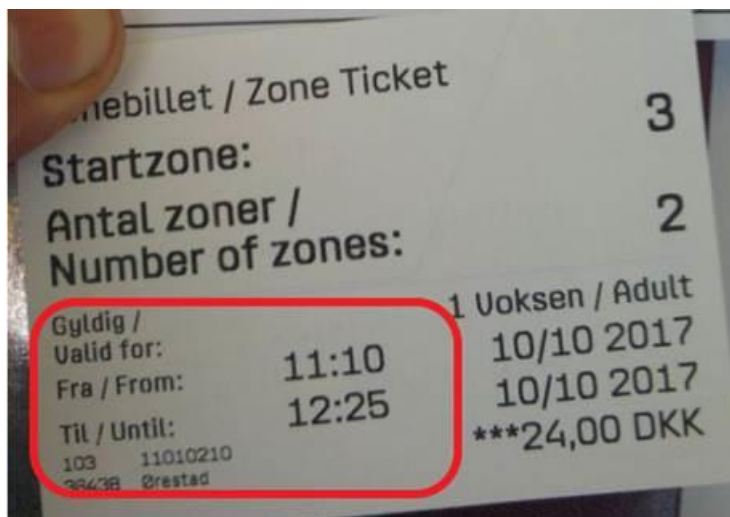 / Zone Ticket
Startzone: 3
Antal zoner /
Number of zones: 2
Gyldig / 1 Voksen / Adult
Valid for:
Fra / From: 11:10 10/10 2017
Til / Until: 12:25 10/10 2017
***24,00 DKK
103 11010210
Ørestad